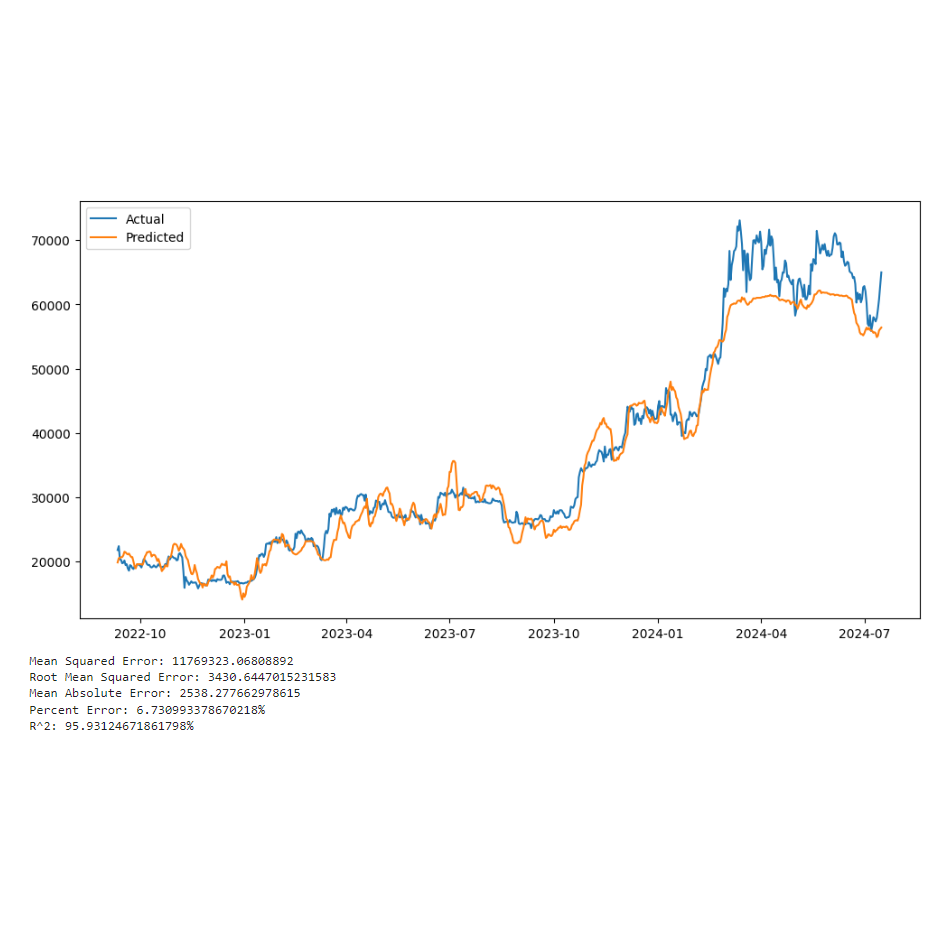 Actual
Predicted
70000
60000
50000
40000
30000
20000
2022-10 2023-01 2023-04 2023-07 2023-10 2024-01 2024-04 2024-07
Mean Squared Error: 11769323.06808892
Root Mean Squared Error: 3430.6447015231583
Mean Absolute Error: 2538.277662978615
Percent Error: 6.730993378670218%
R^2: 95.93124671861798%